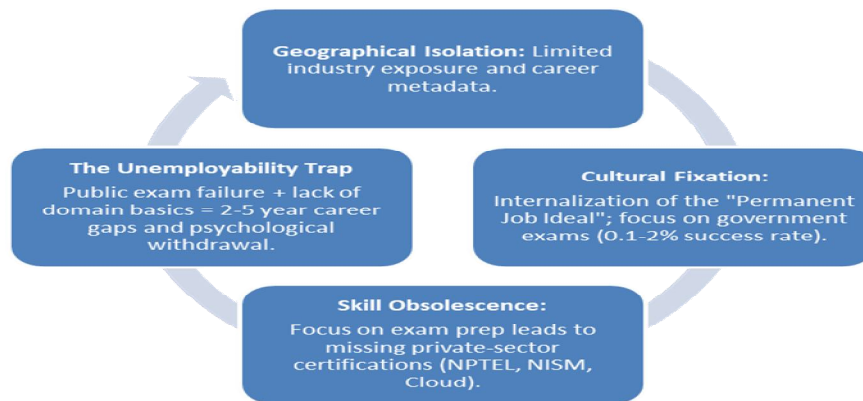 Geographical Isolation: Limited
industry exposure and career
metadata.
Cultural Fixation:
Internalization of the "Permanent
Job Ideal"; focus on government
exams (0.1-2% success rate).
Skill Obsolescence:
Focus on exam prep leads to
missing private-sector
certifications (NPTEL, NISM,
Cloud).
The Unemployability Trap
Public exam failure + lack of
domain basics = 2-5 year career
gaps and psychological
withdrawal.